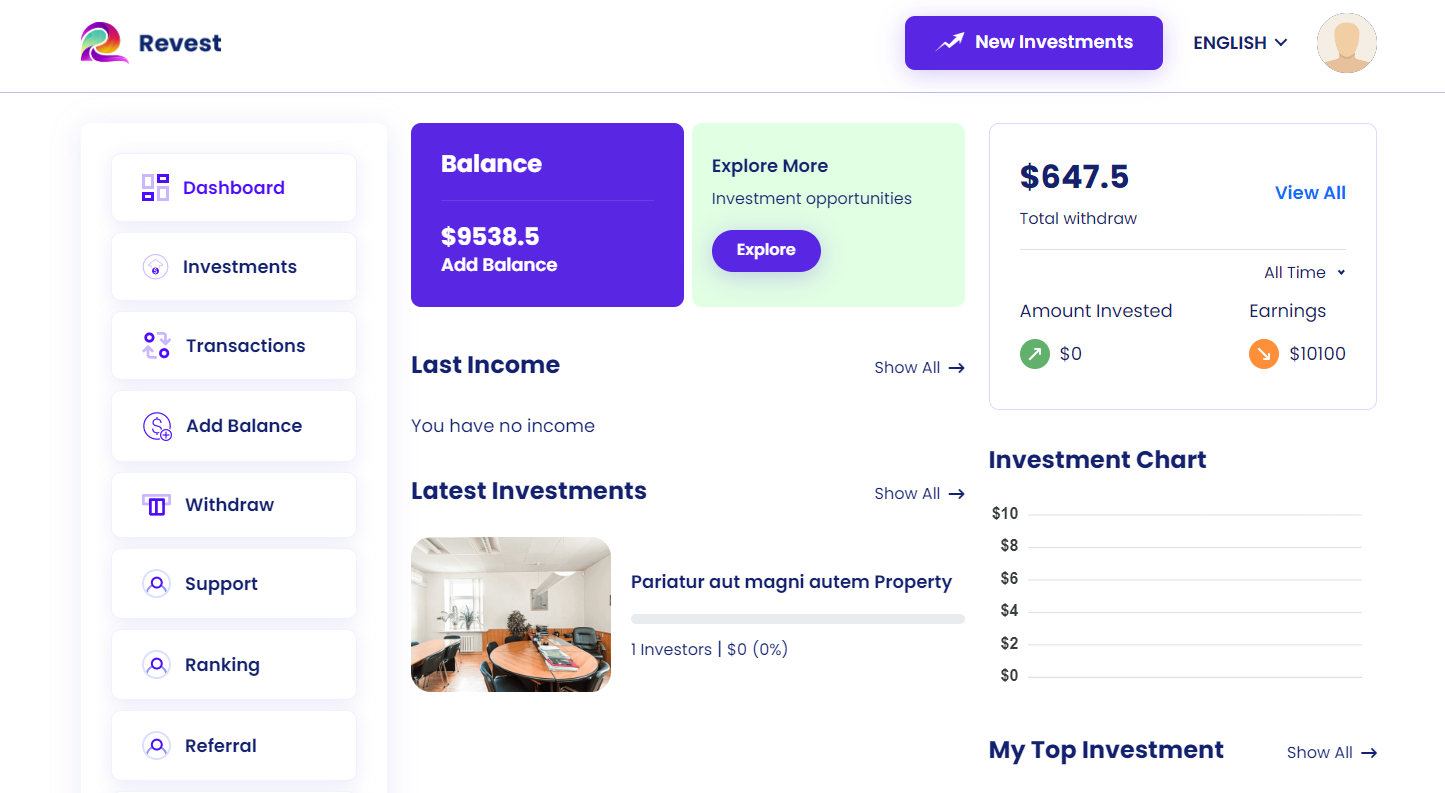 Revest
New Investments
ENGLISH
Dashboard
Investments
Transactions
Add Balance
Withdraw
Support
Ranking
Referral
Balance
$9538.5
Add Balance
Explore More
Investment opportunities
Explore
Last Income
Show All
You have no income
Latest Investments
Show All
Pariatur aut magni autem Property
1 Investors | $0 (0%)
$647.5
Total withdraw
View All
All Time
Amount Invested
Earnings
$0
$10100
Investment Chart
$10
$8
$6
$4
$2
$0
My Top Investment
Show All